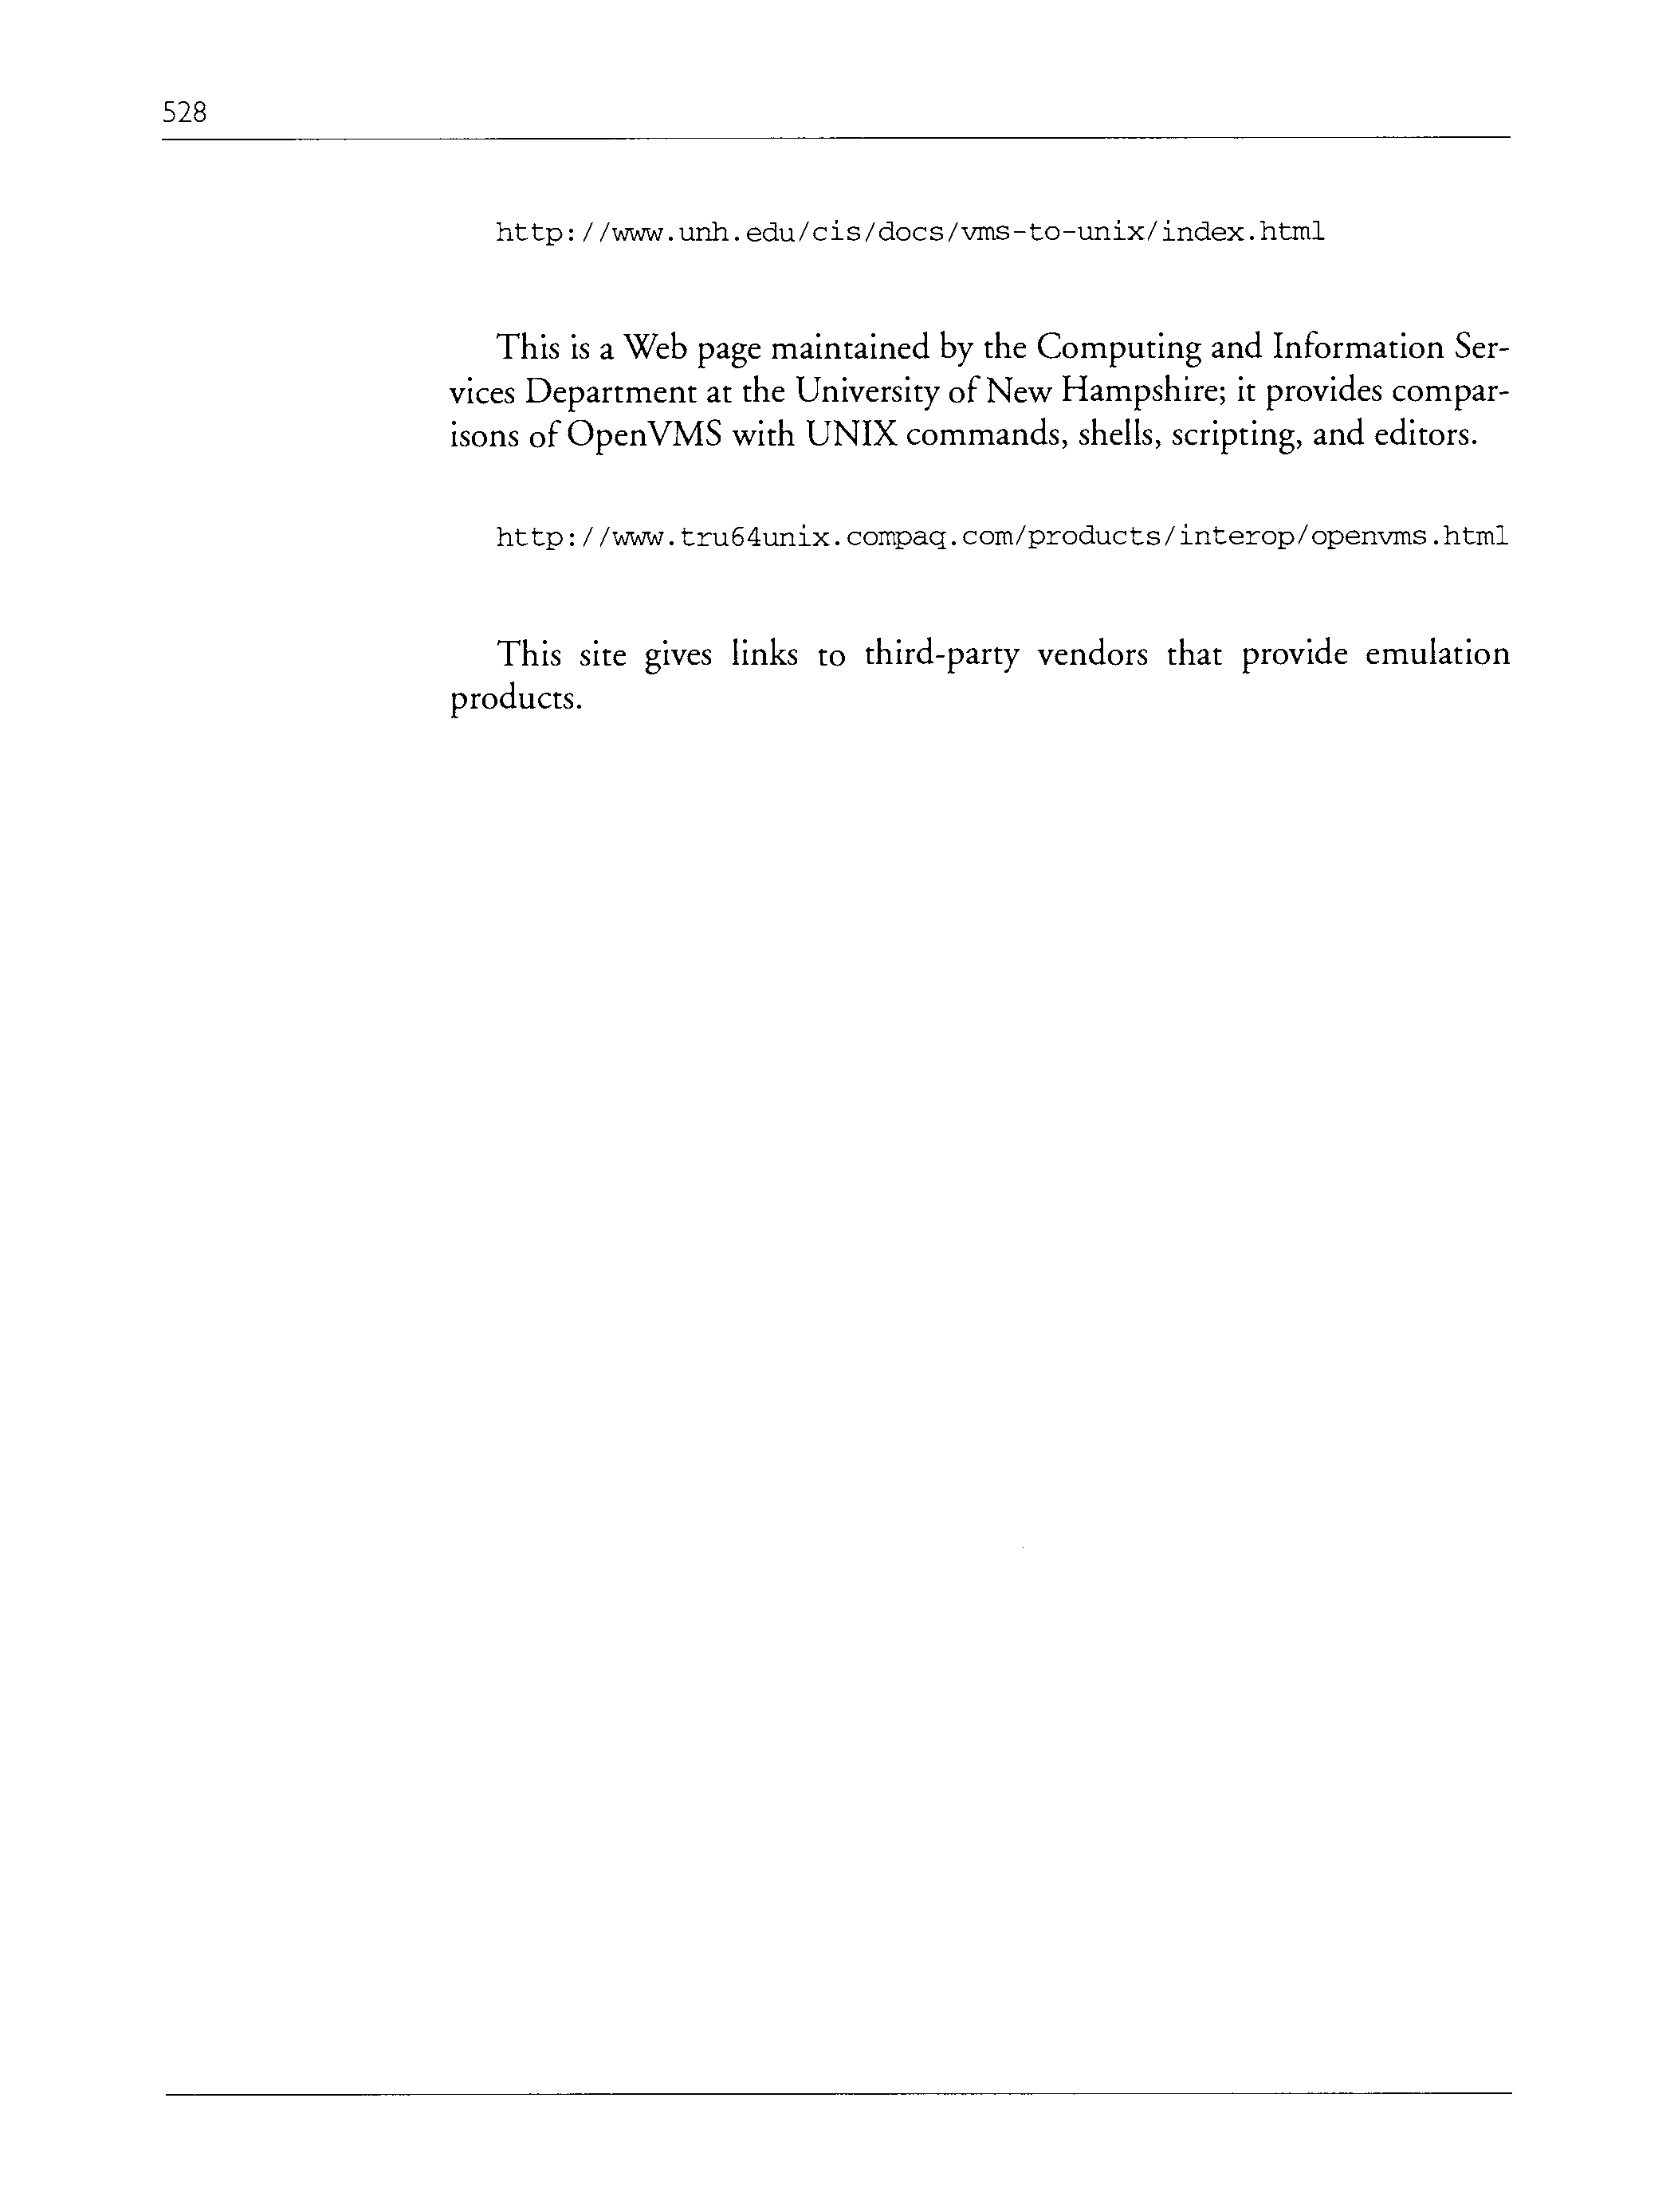 528
http://www.unh.edu/cis/docs/vms-to-unix/index.html
This is a Web page maintained by the Computing and Information Ser-
vices Department at the University of New Hampshire; it provides compar-
isons of OpenVMS with UNIX commands, shells, scripting, and editors.
http://www.tru64unix.compaq.com/products/interop/openvms.html
This site gives links to third-party vendors that provide emulation
products.